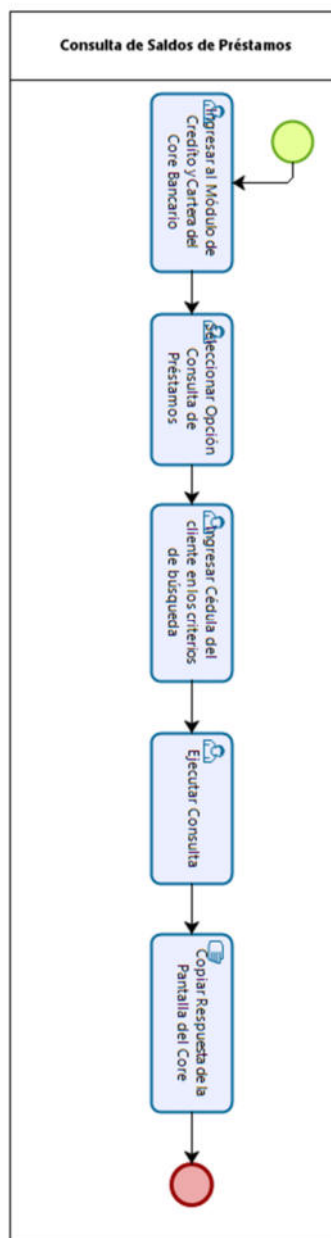 Consulta de Saldos de Préstamos
Ingresar al Módulo de
Credíto y Cartera del
Core Bancario
Seleccionar Opción
Consulta de
Préstamos
Ingresar Cédula del
cliente en los criterios
de búsqueda
Ejecutar Consulta
Copiar Respuesta de la
Pantalla del Core